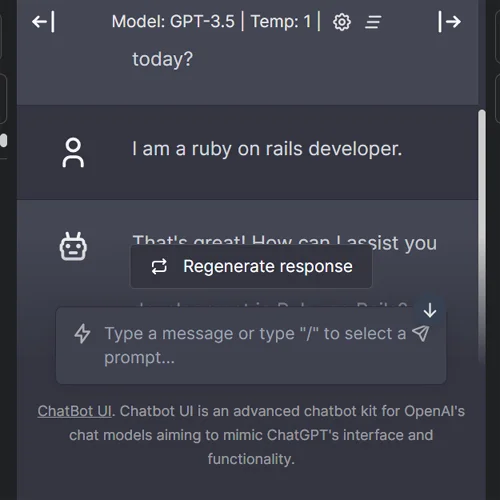 Model: GPT-3.5 | Temp: 1 |
today?
I am a ruby on rails developer.
That's great! How can I assist you
Regenerate response
Type a message or type "/" to select a
prompt...
ChatBot UI. Chatbot UI is an advanced chatbot kit for OpenAI's
chat models aiming to mimic ChatGPT's interface and
functionality.